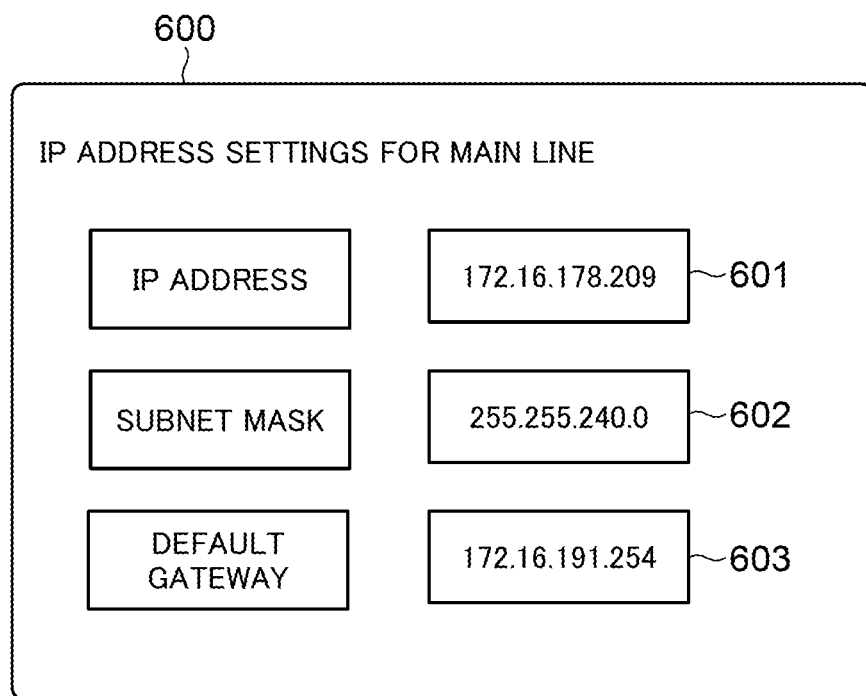 600
IP ADDRESS SETTINGS FOR MAIN LINE
IP ADDRESS
172.16.178.209
601
SUBNET MASK
255.255.240.0
602
DEFAULT
GATEWAY
172.16.191.254
603